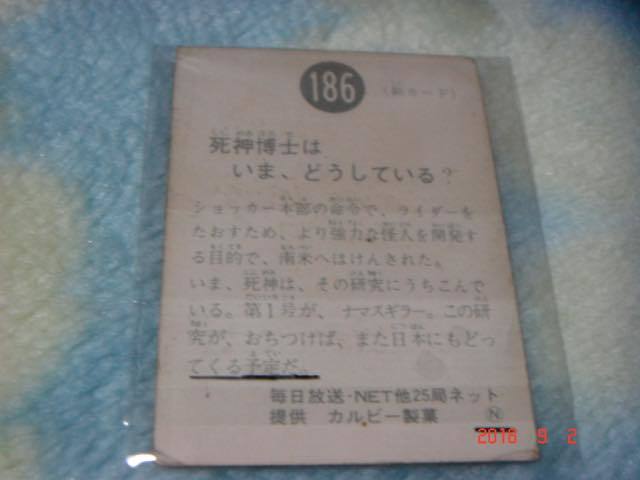 186
(新カード)
死神博士は
いま、どうしている?
ショッカー本部の命令で、ライダーを
たおすため、より強力な怪人を開発す
る目的で、南米へはけんされた。
いま、死神は、その研究にうちこんで
いる。第1号が、ナマズギラー。この研
究が、おちつけば、また日本にもどっ
てくる予定だ。
毎日放送・NET他25局ネット
提供 カルビー製菓 N
2016 9 2